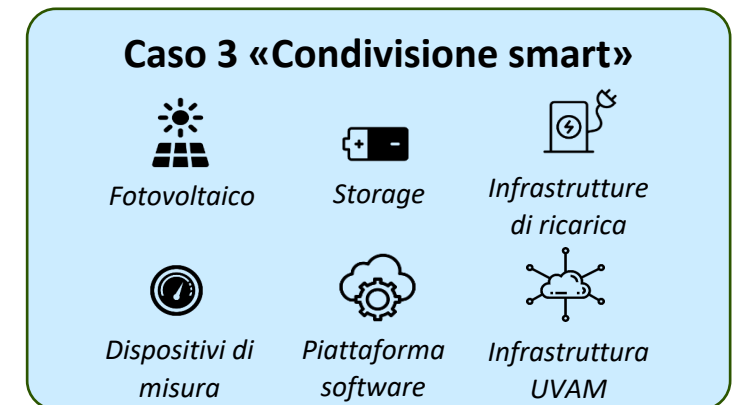 Caso 3 «Condivisione smart»
Fotovoltaico
Storage
Infrastrutture
di ricarica
Dispositivi di
misura
Piattaforma
software
Infrastruttura
UVAM